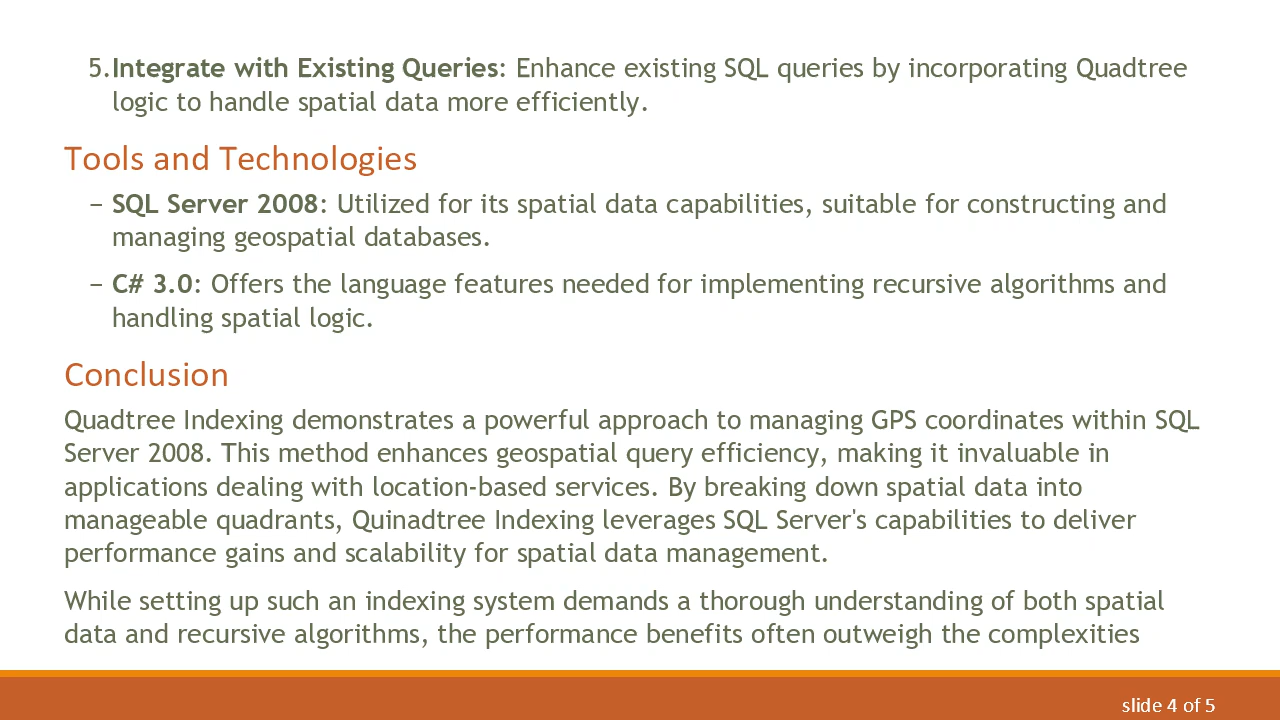 5.Integrate with Existing Queries: Enhance existing SQL queries by incorporating Quadtree
logic to handle spatial data more efficiently.
Tools and Technologies
– SQL Server 2008: Utilized for its spatial data capabilities, suitable for constructing and
managing geospatial databases.
– C# 3.0: Offers the language features needed for implementing recursive algorithms and
handling spatial logic.
Conclusion
Quadtree Indexing demonstrates a powerful approach to managing GPS coordinates within SQL
Server 2008. This method enhances geospatial query efficiency, making it invaluable in
applications dealing with location-based services. By breaking down spatial data into
manageable quadrants, Quinadtree Indexing leverages SQL Server's capabilities to deliver
performance gains and scalability for spatial data management.
While setting up such an indexing system demands a thorough understanding of both spatial
data and recursive algorithms, the performance benefits often outweigh the complexities
slide 4 of 5